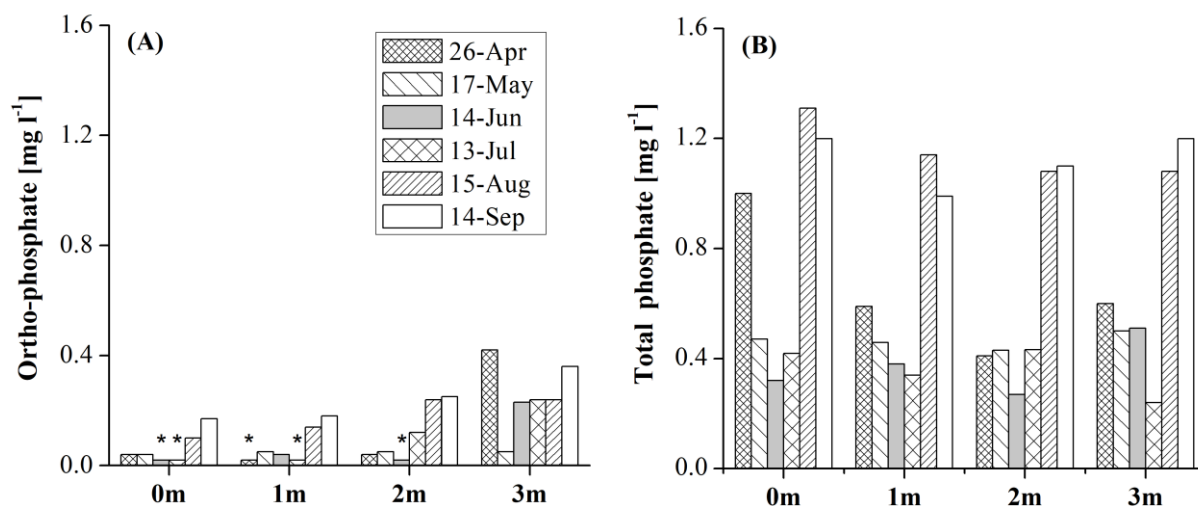 (A)
Ortho-phosphate [mg l⁻¹]
1.6
1.2
0.8
0.4
0.0
26-Apr
17-May
14-Jun
13-Jul
15-Aug
14-Sep
* *
* *
*
0m 1m 2m 3m
(B)
Total phosphate [mg l⁻¹]
1.6
1.2
0.8
0.4
0.0
0m 1m 2m 3m